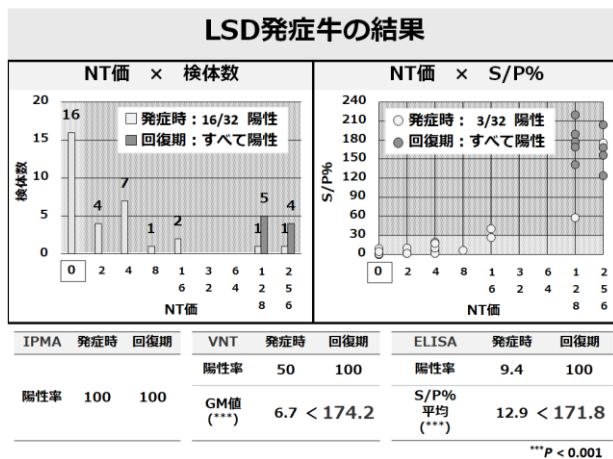 LSD発症牛の結果
NT価 × 検体数
20
15
10
5
0
検体数
16
4
7
1
2
1
5
1
4
発症時：16/32 陽性
回復期：すべて陽性
0 2 4 8 16 32 64 128 256
NT価
NT価 × S/P%
240
210
180
150
120
90
60
30
0
S/P%
発症時： 3/32 陽性
回復期：すべて陽性
0 2 4 8 16 32 64 128 256
NT価
IPMA 発症時 回復期
陽性率 100 100
VNT 発症時 回復期
陽性率 50 100
GM値
(***) 6.7 < 174.2
ELISA 発症時 回復期
陽性率 9.4 100
S/P%
平均 12.9 < 171.8
(***)
***P < 0.001